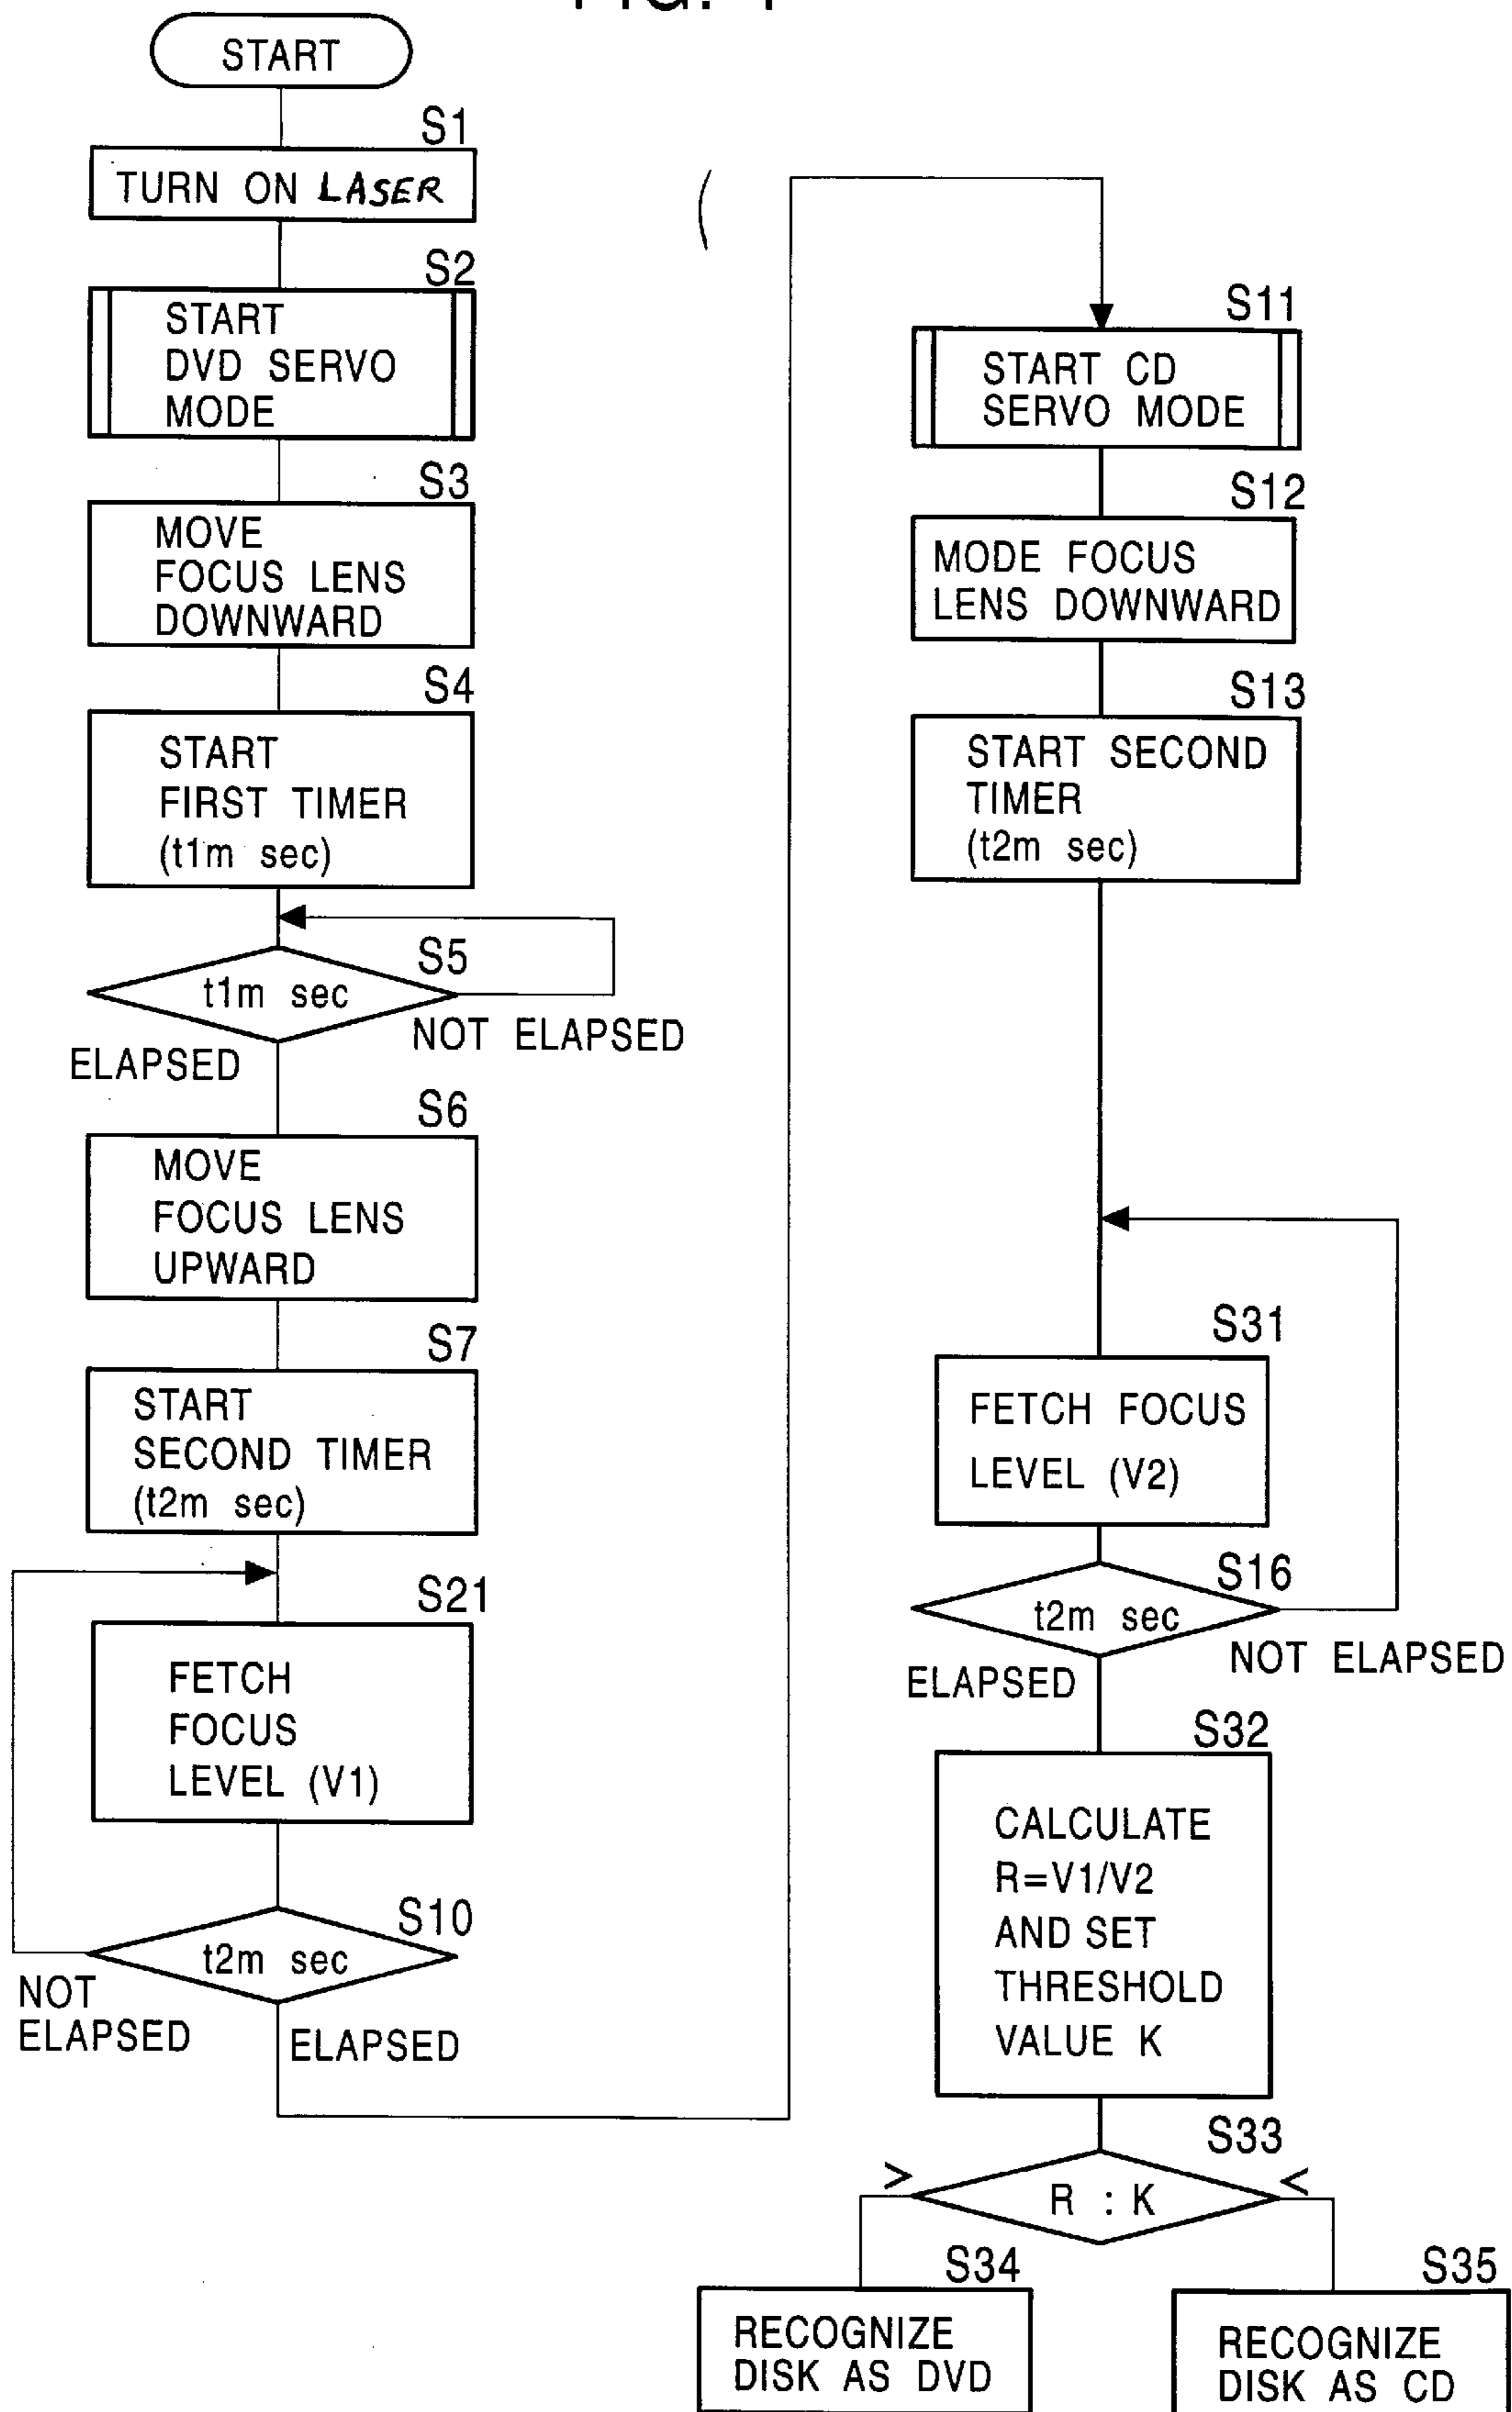 START
S1
TURN ON LASER
S2
START
DVD SERVO
MODE
S3
MOVE
FOCUS LENS
DOWNWARD
S4
START
FIRST TIMER
(t1m sec)
S5
t1m sec
NOT ELAPSED
ELAPSED
S6
MOVE
FOCUS LENS
UPWARD
S7
START
SECOND TIMER
(t2m sec)
S21
FETCH
FOCUS
LEVEL (V1)
S10
t2m sec
NOT
ELAPSED
ELAPSED
S11
START CD
SERVO MODE
S12
MODE FOCUS
LENS DOWNWARD
S13
START SECOND
TIMER
(t2m sec)
S31
FETCH FOCUS
LEVEL (V2)
S16
t2m sec
NOT ELAPSED
ELAPSED
S32
CALCULATE
R=V1/V2
AND SET
THRESHOLD
VALUE K
S33
>
R : K
<
S34
RECOGNIZE
DISK AS DVD
S35
RECOGNIZE
DISK AS CD